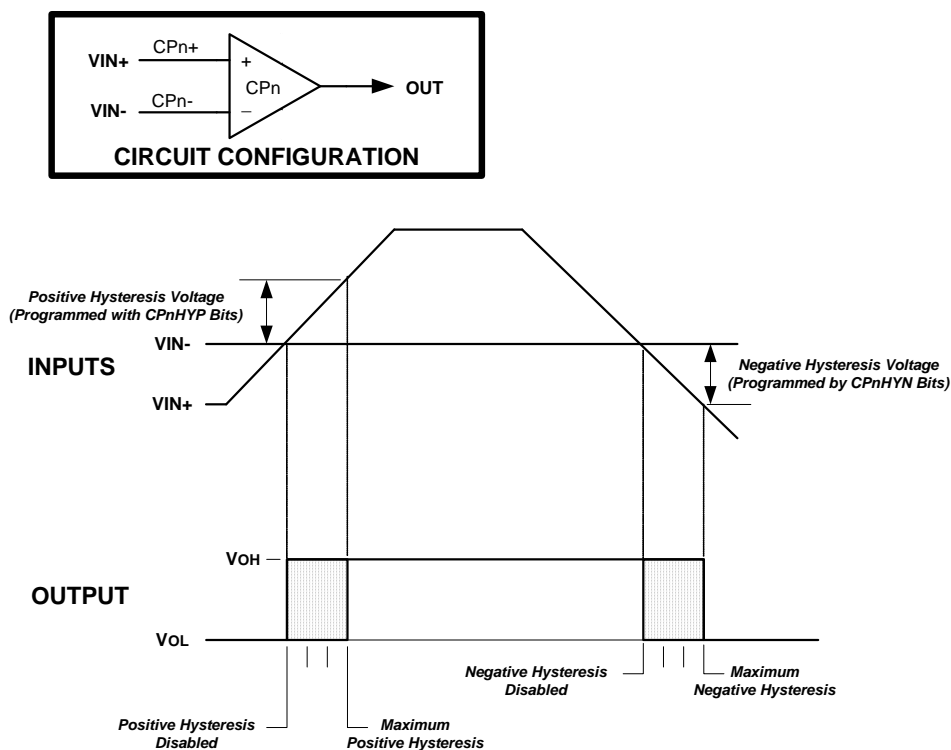 VIN+
CPn+
+
CPn
OUT
VIN-
CPn-
_
CIRCUIT CONFIGURATION
Positive Hysteresis Voltage
(Programmed with CPnHYP Bits)
VIN-
INPUTS
Negative Hysteresis Voltage
(Programmed by CPnHYN Bits)
VIN+
VOH
OUTPUT
VOL
Negative Hysteresis
Disabled
Maximum
Negative Hysteresis
Positive Hysteresis
Disabled
Maximum
Positive Hysteresis